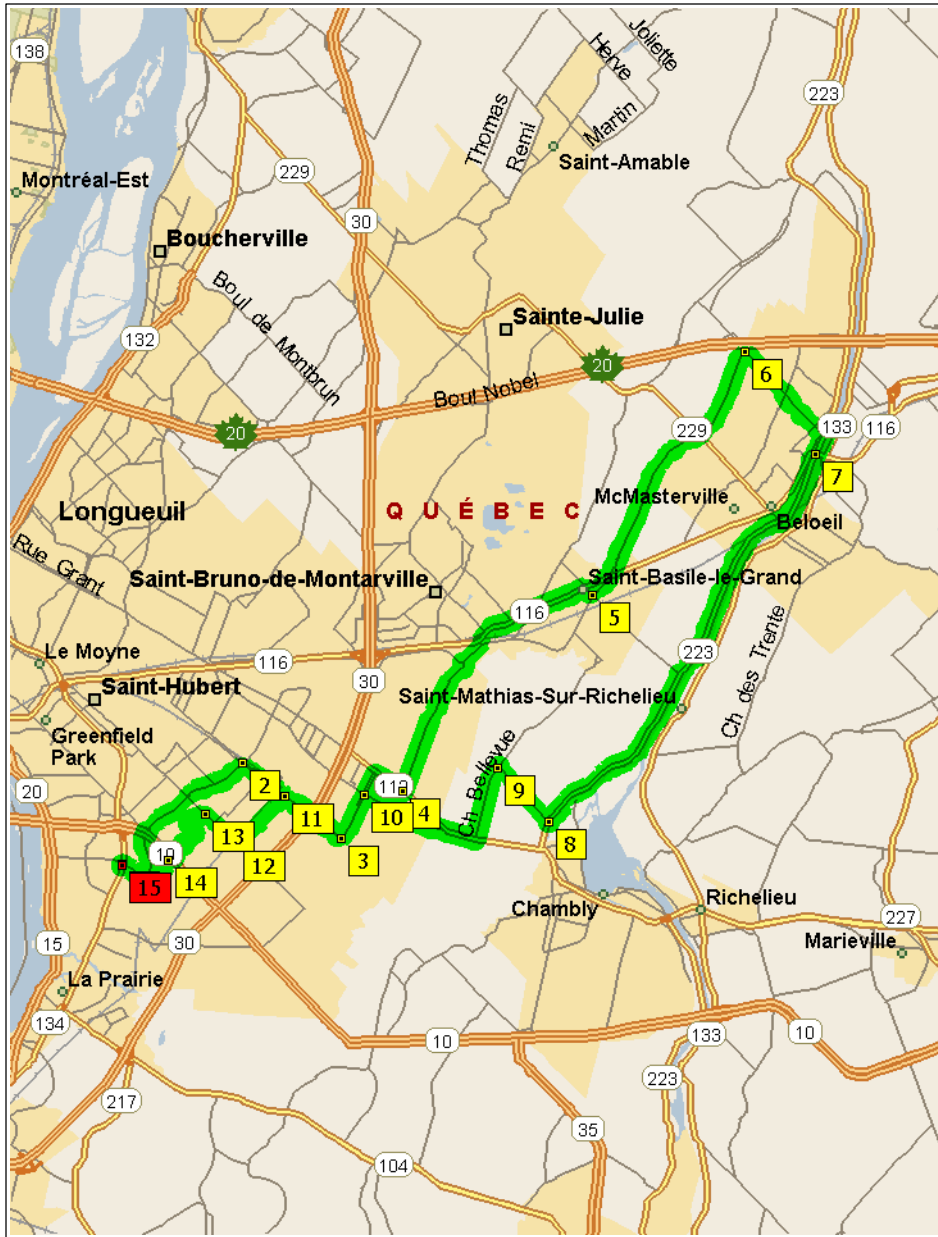 138
Joliette
Herve
223
Thomas
Remi
Martin
Saint-Amable
Montréal-Est
229
30
Boucherville
Boul de Montbrun
Sainte-Julie
132
20
6
Boul Nobel
20
229
133
116
7
McMasterville
Longueuil
QUÉBEC
Beloeil
Rue Grant
Saint-Bruno-de-Montarville
Saint-Basile-le-Grand
5
116
Le Moyne
116
223
Ch des Trente
30
Saint-Hubert
Saint-Mathias-Sur-Richelieu
Greenfield
Park
Ch Bellevue
20
2
9
10
4
11
13
3
8
12
10
14
15
Chambly
Richelieu
227
15
30
Marieville
La Prairie
134
133
10
10
223
217
35
104